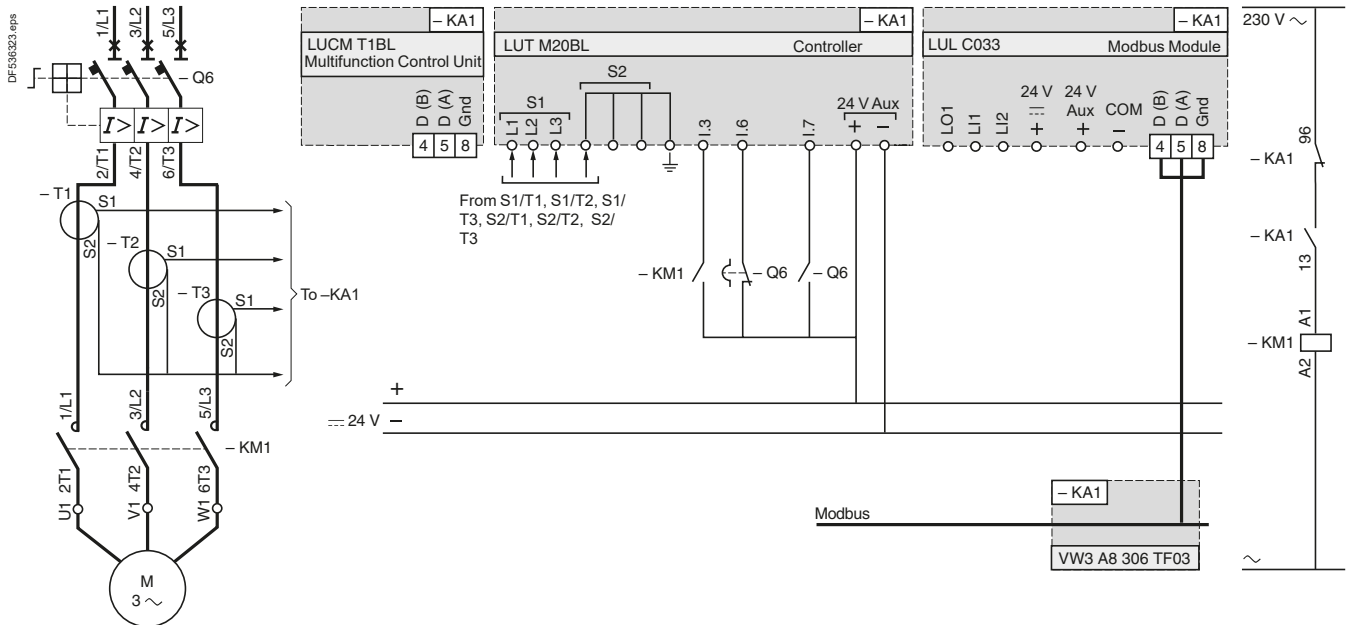 DF536323.eps
1/L1 3/L2 5/L3
– Q6
I> I> I>
2/T1 4/T2 6/T3
– T1
S1
S2
– T2
S1
S2
– T3
S1
S2
To –KA1
1/L1 3/L2 5/L3
– KM1
2T1 4T2 6T3
U1 V1 W1
M
3 ~
– KA1
LUCM T1BL
Multifunction Control Unit
D (B) D (A) Gnd
4 5 8
– KA1
LUT M20BL Controller
S1 S2
L1 L2 L3
I.3 I.6 I.7
24 V Aux
+ –
From S1/T1, S1/T2, S1/
T3, S2/T1, S2/T2, S2/
T3
– KM1 – Q6 – Q6
– KA1
LUL C033 Modbus Module
LO1 LI1 LI2
24 V ⎓ +
24 V Aux +
COM –
D (B) D (A) Gnd
4 5 8
+
⎓ 24 V –
Modbus
– KA1
VW3 A8 306 TF03
230 V ~
96
– KA1
– KA1
13
A1
– KM1
A2
~